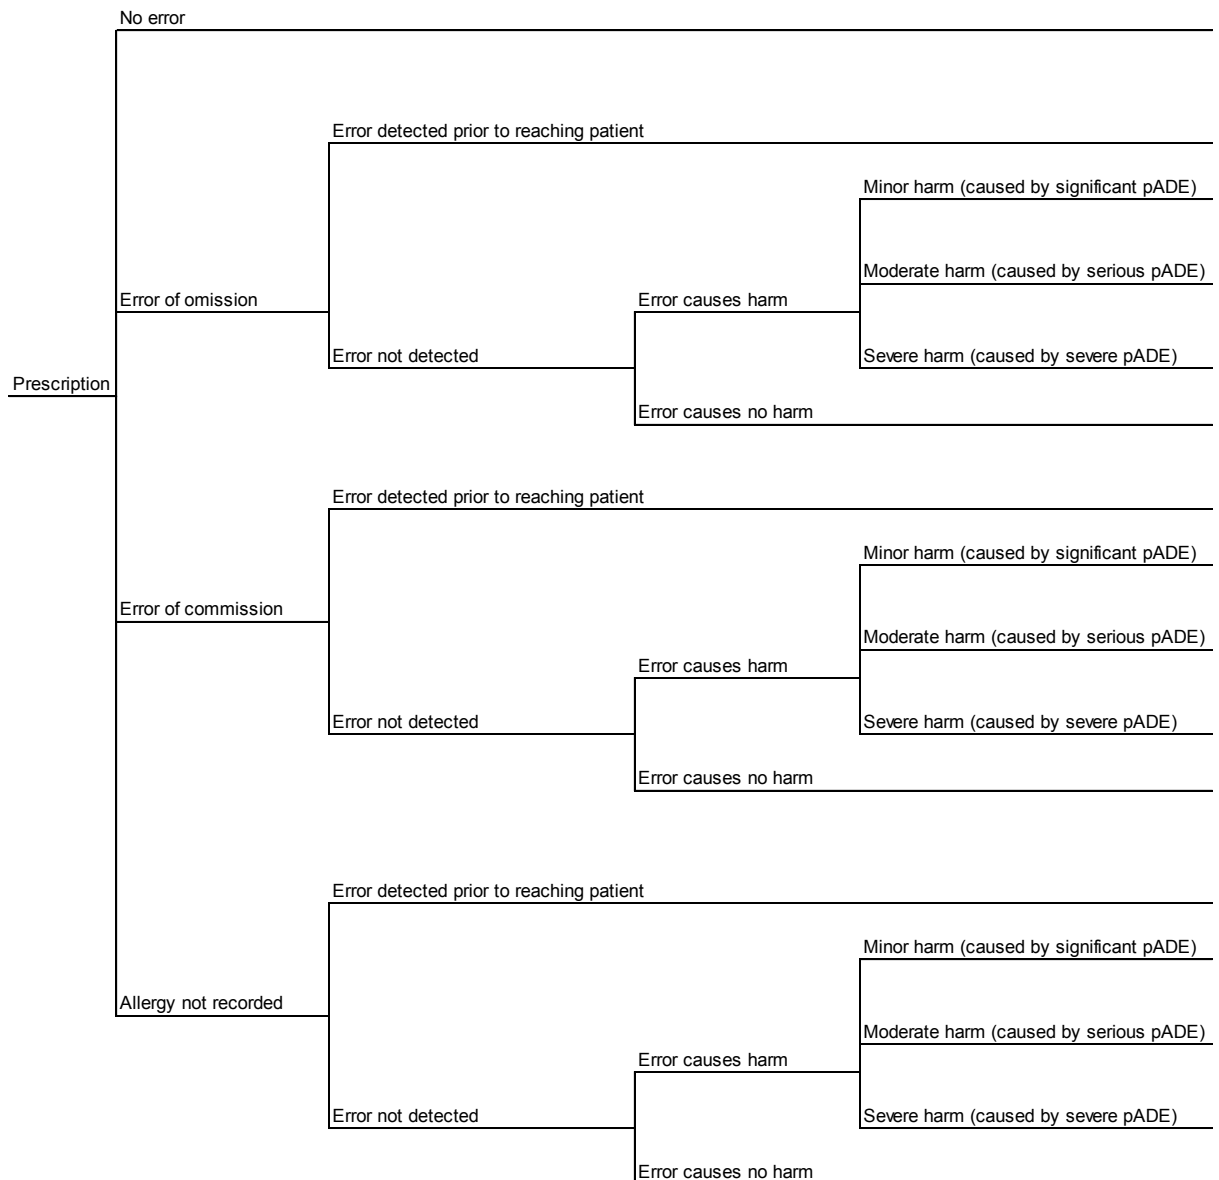 No error
Error detected prior to reaching patient
Minor harm (caused by significant pADE)
Moderate harm (caused by serious pADE)
Error of omission
Error causes harm
Error not detected
Severe harm (caused by severe pADE)
Prescription
Error causes no harm
Error detected prior to reaching patient
Minor harm (caused by significant pADE)
Error of commission
Moderate harm (caused by serious pADE)
Error causes harm
Error not detected
Severe harm (caused by severe pADE)
Error causes no harm
Error detected prior to reaching patient
Minor harm (caused by significant pADE)
Allergy not recorded
Moderate harm (caused by serious pADE)
Error causes harm
Error not detected
Severe harm (caused by severe pADE)
Error causes no harm